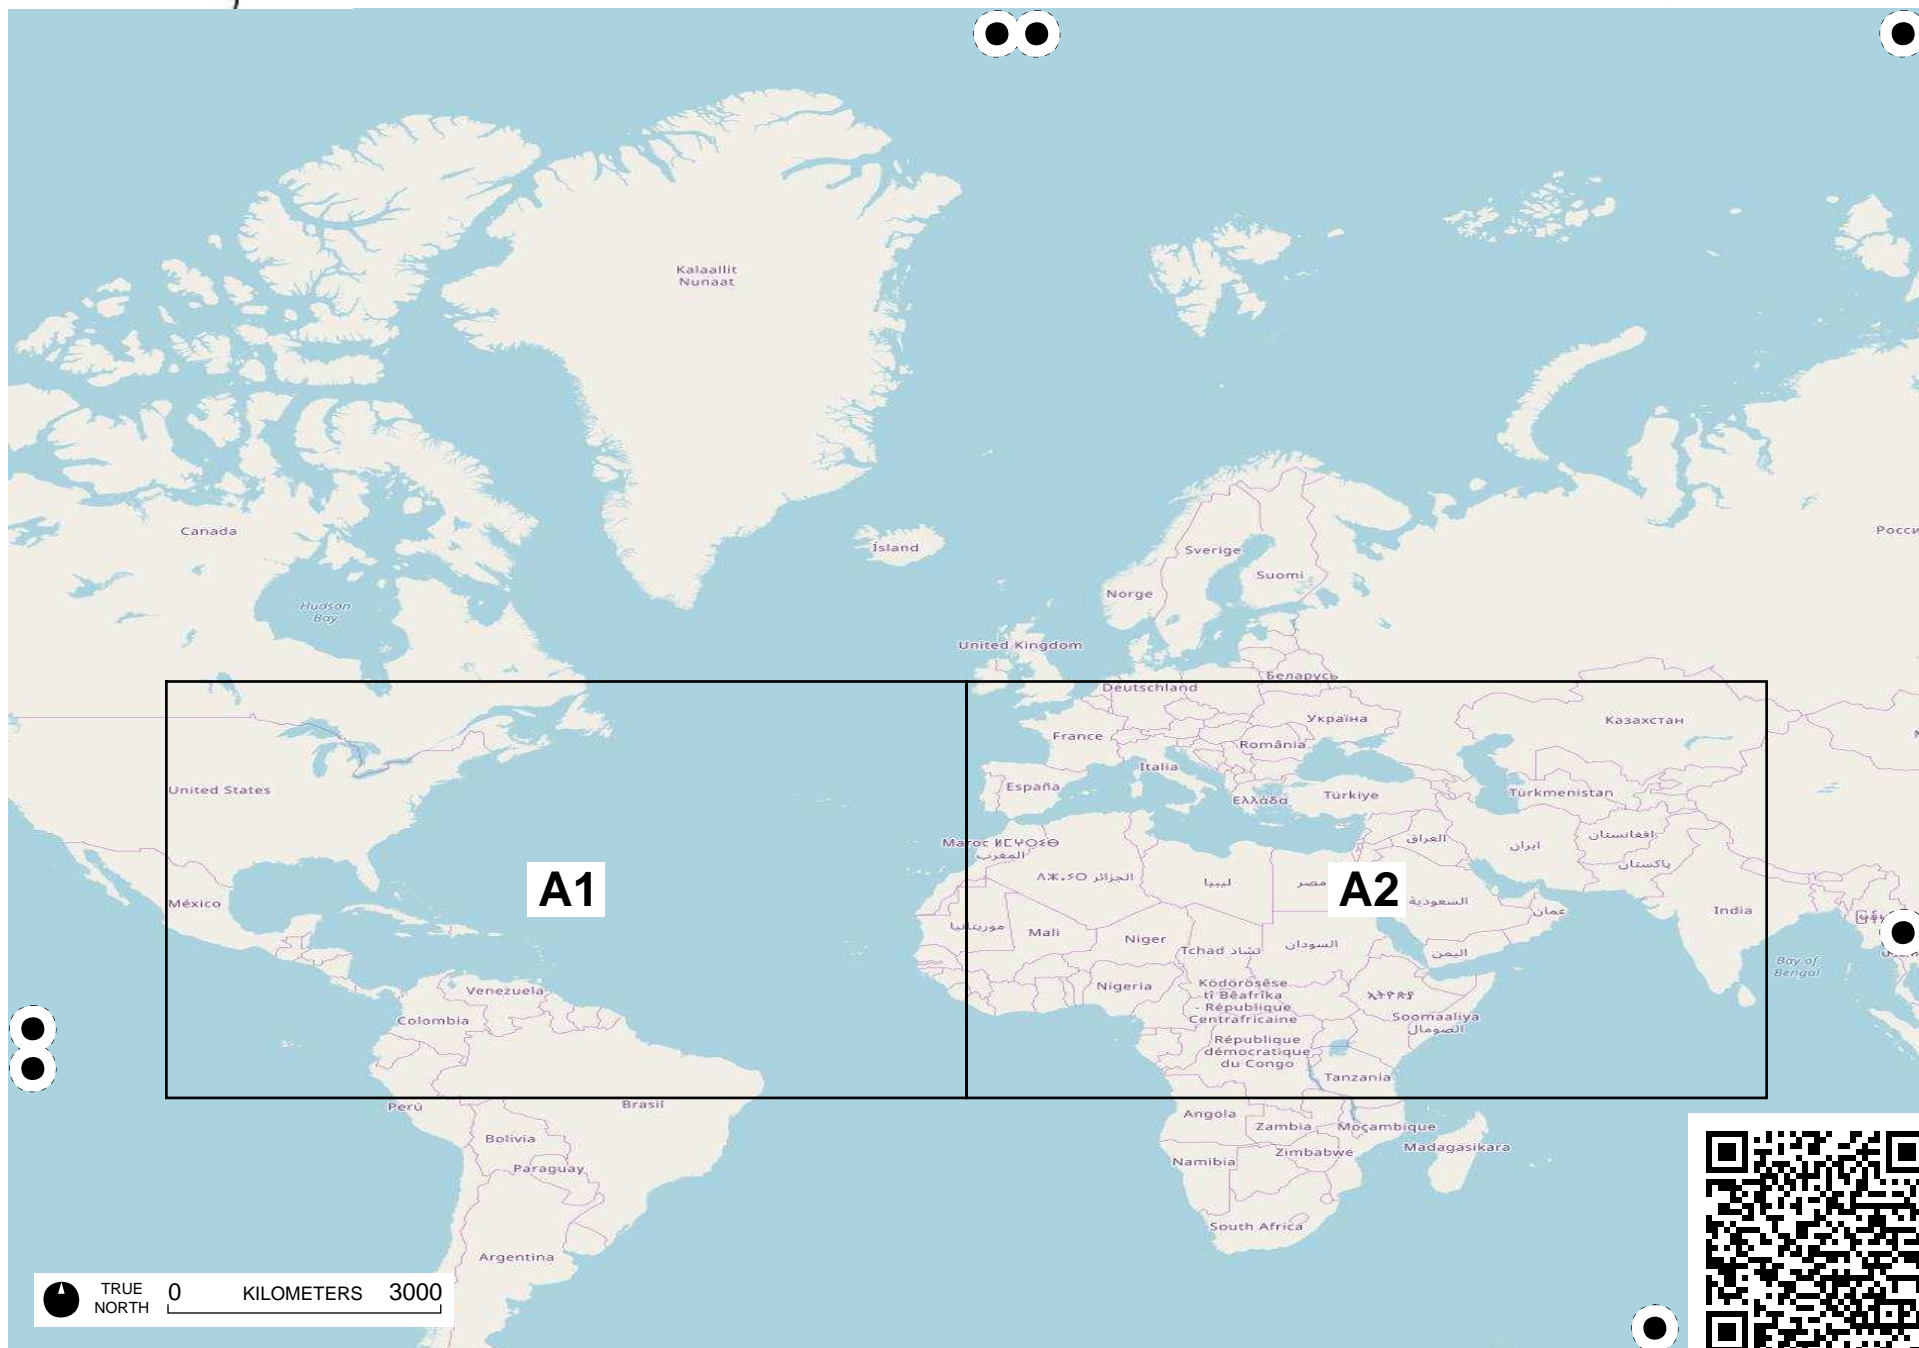 Kalaallit
Nunaat
Canada
Ísland
Sverige
Suomi
Norge
Hudson
Bay
United Kingdom
Беларусь
Deutschland
Україна
Казахстан
France
România
Italia
España
Ελλάδα
Türkiye
Türkmenistan
United States
العراق
افغانستان
ایران
پاکستان
Maroc ⵍⵎⵖⵔⵉⴱ
المغرب
الجزائر
ليبيا
مصر
السعودية
عمان
India
México
A1
A2
موريتانيا
Mali
Niger
Tchad تشاد
السودان
اليمن
Bay of
Bengal
Venezuela
Nigeria
Ködörösêse
tî Bêafrîka
- République
Centrafricaine
ኢትዮጵያ
Soomaaliya
الصومال
Colombia
République
démocratique
du Congo
Tanzania
Perú
Brasil
Angola
Zambia
Moçambique
Bolivia
Zimbabwe
Madagasikara
Paraguay
Namibia
South Africa
Argentina
TRUE
NORTH
0 KILOMETERS 3000